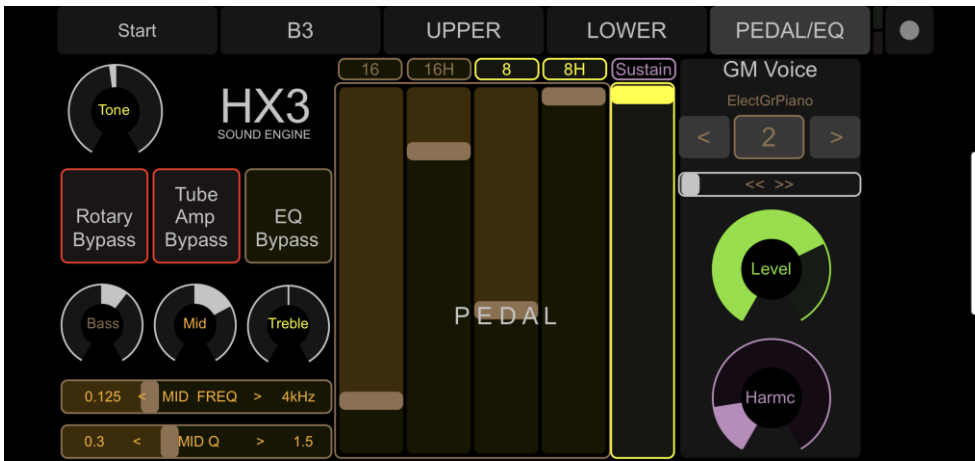 Start
B3
UPPER
LOWER
PEDAL/EQ
Tone
HX3
SOUND ENGINE
16
16H
8
8H
Sustain
GM Voice
ElectGrPiano
<
2
>
<< >>
Rotary
Bypass
Tube
Amp
Bypass
EQ
Bypass
Level
Bass
Mid
Treble
PEDAL
0.125 < MID FREQ > 4kHz
Harmc
0.3 < MID Q > 1.5